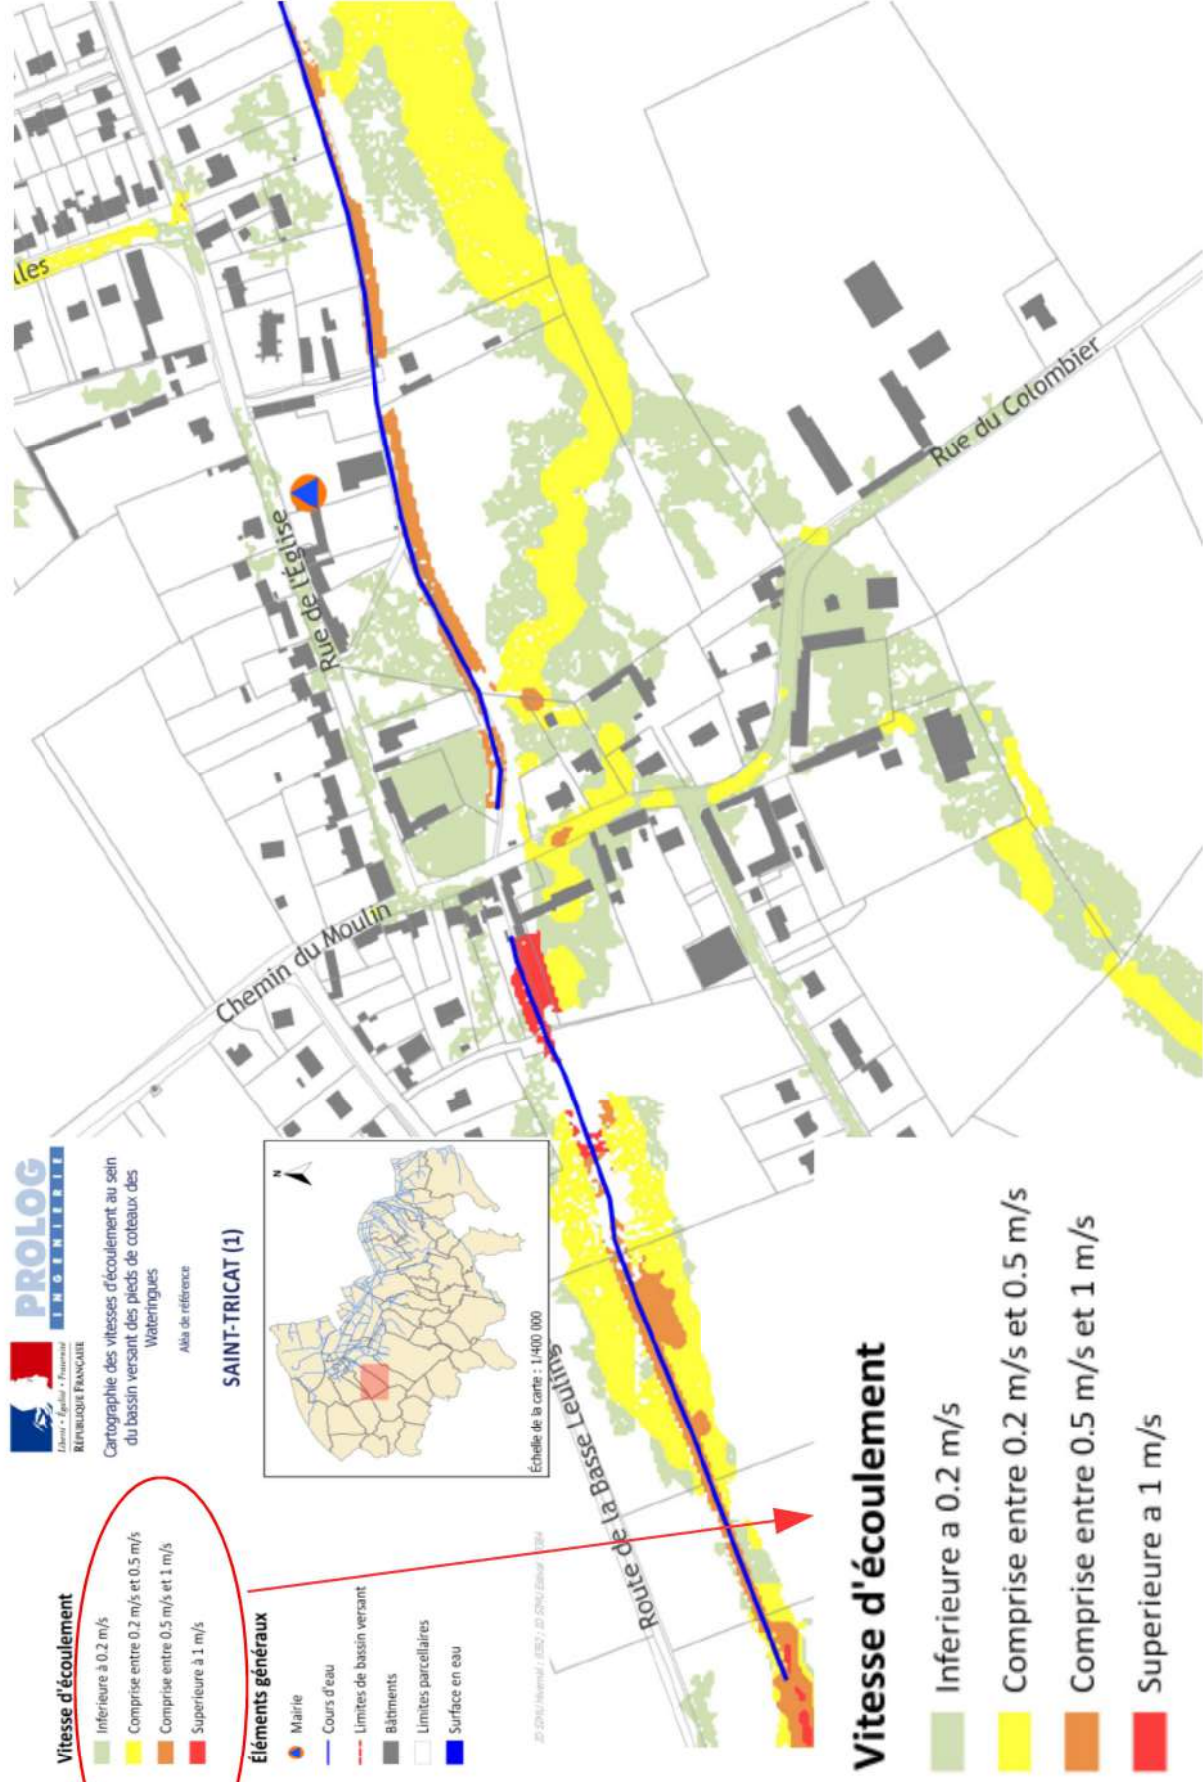 PROLOG
INGENIERIE
Liberté • Égalité • Fraternité
RÉPUBLIQUE FRANÇAISE
Cartographie des vitesses d'écoulement au sein
du bassin versant des pieds de coteaux des
Wateringues
Aléa de référence
SAINT-TRICAT (1)
N
Échelle de la carte : 1/400 000
Vitesse d'écoulement
Inferieure à 0.2 m/s
Comprise entre 0.2 m/s et 0.5 m/s
Comprise entre 0.5 m/s et 1 m/s
Superieure à 1 m/s
Éléments généraux
Mairie
Cours d'eau
Limites de bassin versant
Bâtiments
Limites parcellaires
Surface en eau
lles
Rue de l'Église
Chemin du Moulin
Rue du Colombier
Route de la Basse Leulingue
Vitesse d'écoulement
Inferieure a 0.2 m/s
Comprise entre 0.2 m/s et 0.5 m/s
Comprise entre 0.5 m/s et 1 m/s
Superieure a 1 m/s